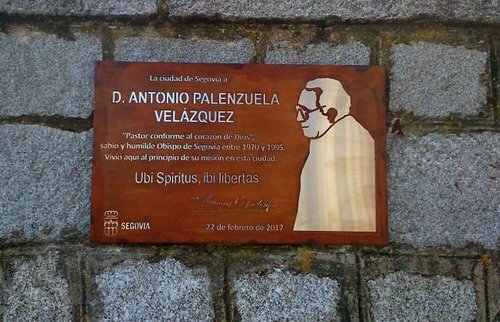 La ciudad de Segovia a
D. ANTONIO PALENZUELA
VELÁZQUEZ
"Pastor conforme al corazón de Dios",
sabio y humilde Obispo de Segovia entre 1970 y 1995.
Vivió aquí al principio de su misión en esta ciudad.
Ubi Spiritus, ibi libertas
SEGOVIA
22 de febrero de 2017